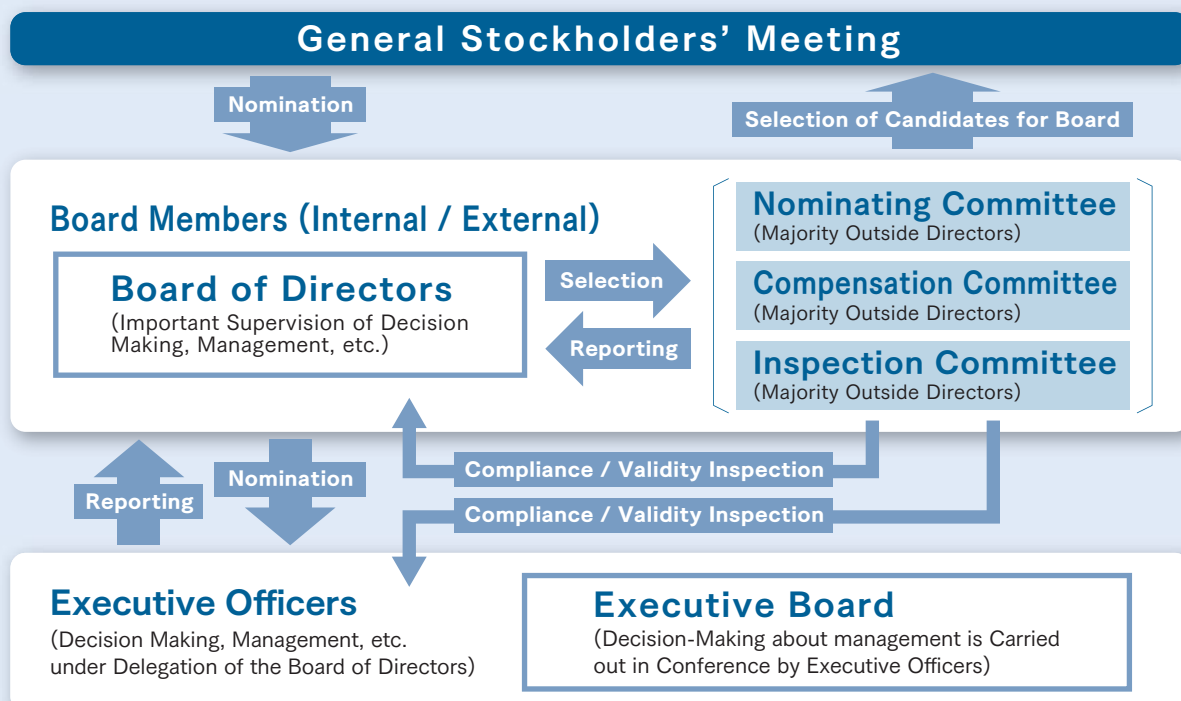 General Stockholders’ Meeting
Nomination
Selection of Candidates for Board
Board Members (Internal / External)
Board of Directors
(Important Supervision of Decision
Making, Management, etc.)
Selection
Reporting
Nominating Committee
(Majority Outside Directors)
Compensation Committee
(Majority Outside Directors)
Inspection Committee
(Majority Outside Directors)
Reporting
Nomination
Compliance / Validity Inspection
Compliance / Validity Inspection
Executive Officers
(Decision Making, Management, etc.
under Delegation of the Board of Directors)
Executive Board
(Decision-Making about management is Carried
out in Conference by Executive Officers)